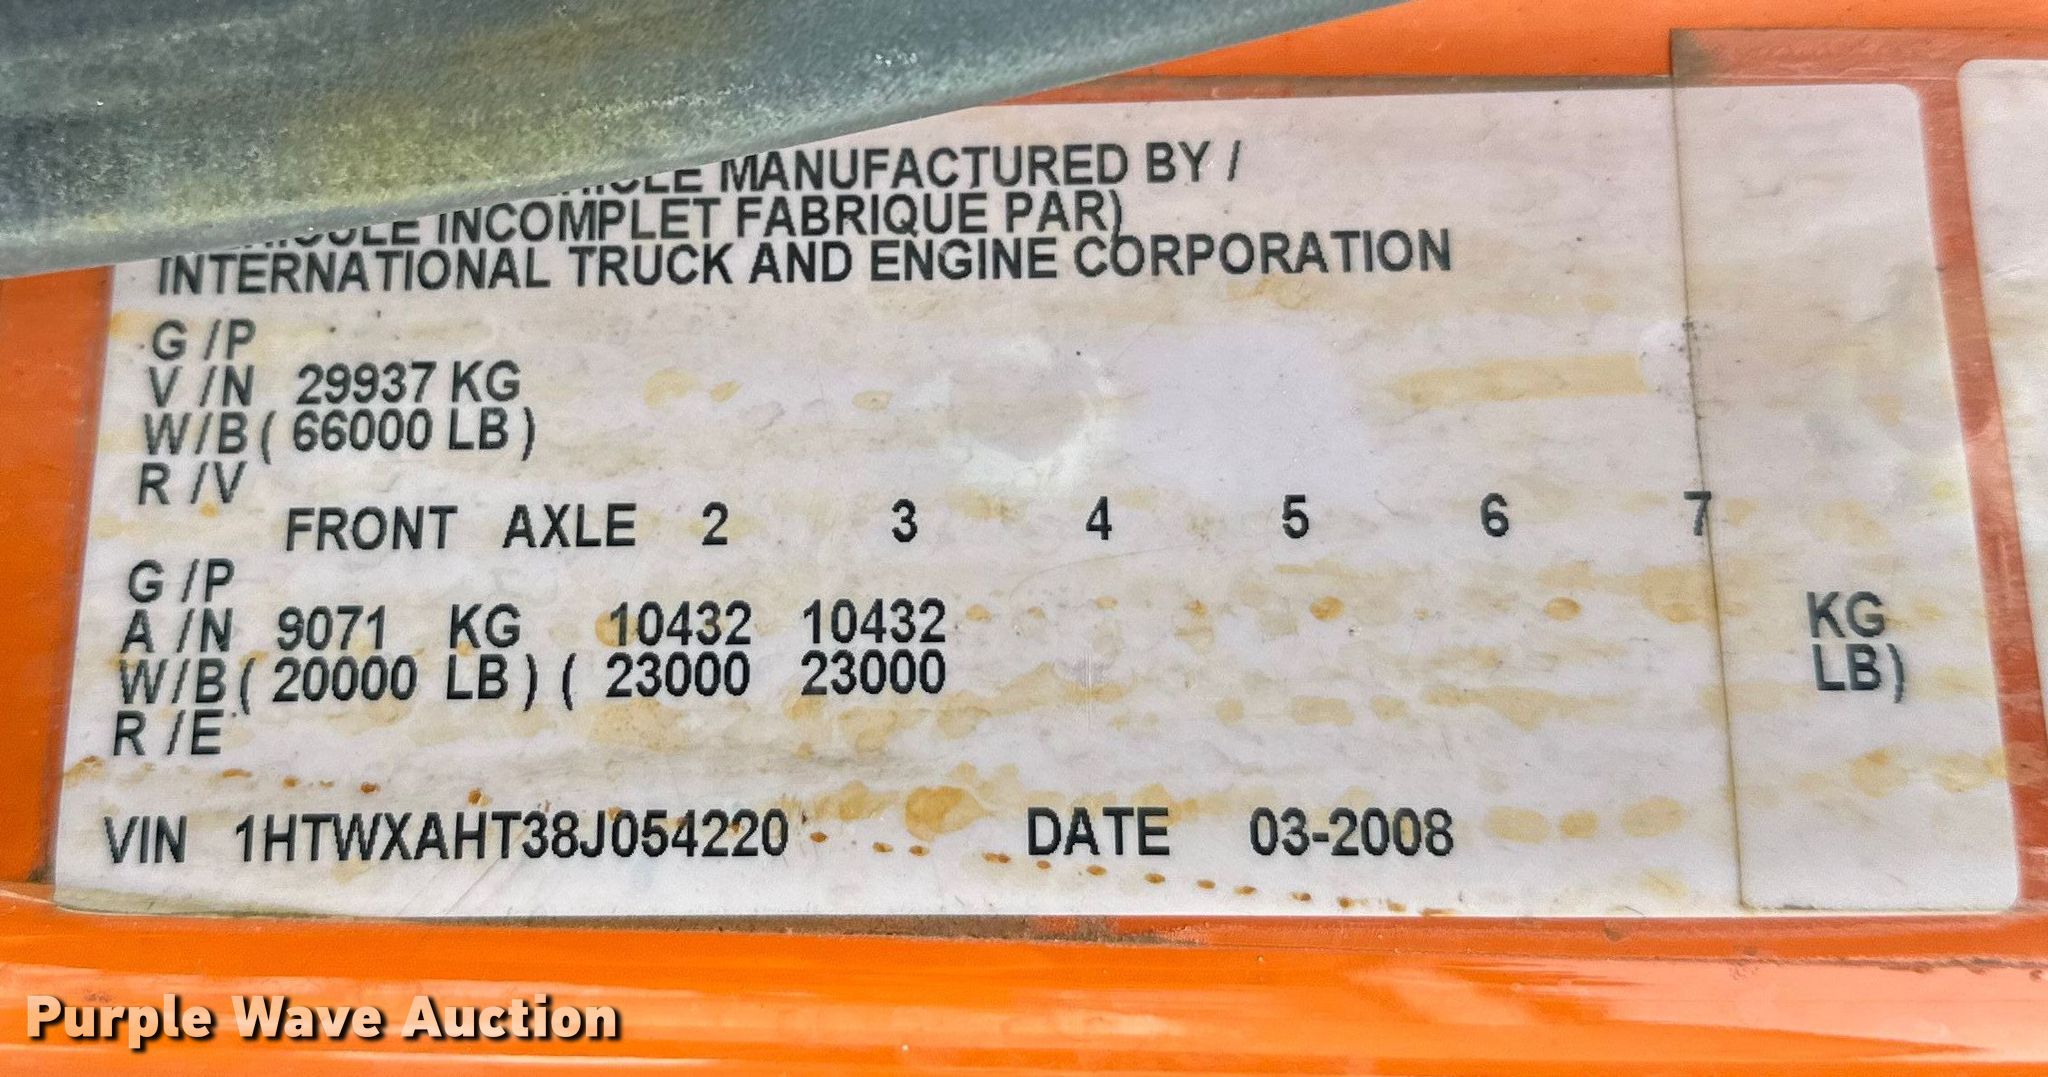 MANUFACTURED BY /
INCOMPLET FABRIQUE PAR)
INTERNATIONAL TRUCK AND ENGINE CORPORATION
G /P
V /N 29937 KG
W/B ( 66000 LB )
R /V
FRONT AXLE 2 3 4 5 6 7
G /P
A /N 9071 KG 10432 10432 KG
W/B ( 20000 LB ) ( 23000 23000 LB)
R /E
VIN 1HTWXAHT38J054220 DATE 03-2008
Purple Wave Auction